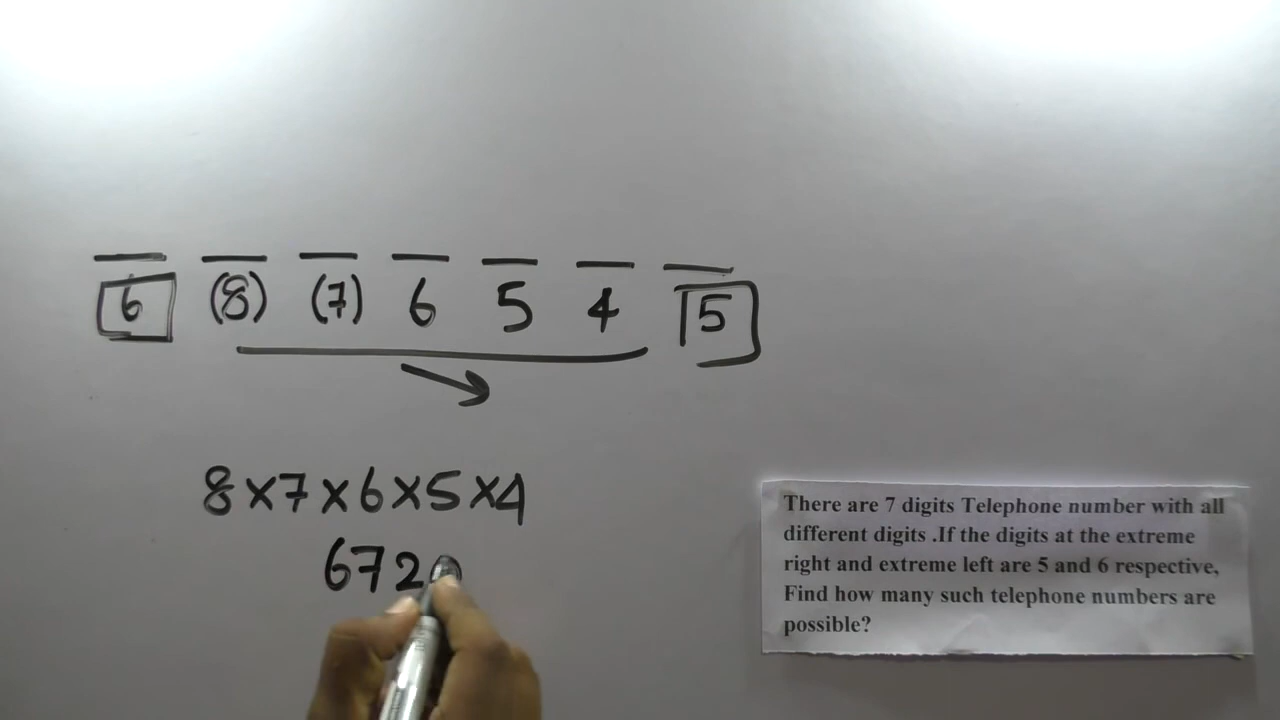 6 (8) (7) 6 5 4 5
8×7×6×5×4
672
There are 7 digits Telephone number with all
different digits .If the digits at the extreme
right and extreme left are 5 and 6 respective,
Find how many such telephone numbers are
possible?